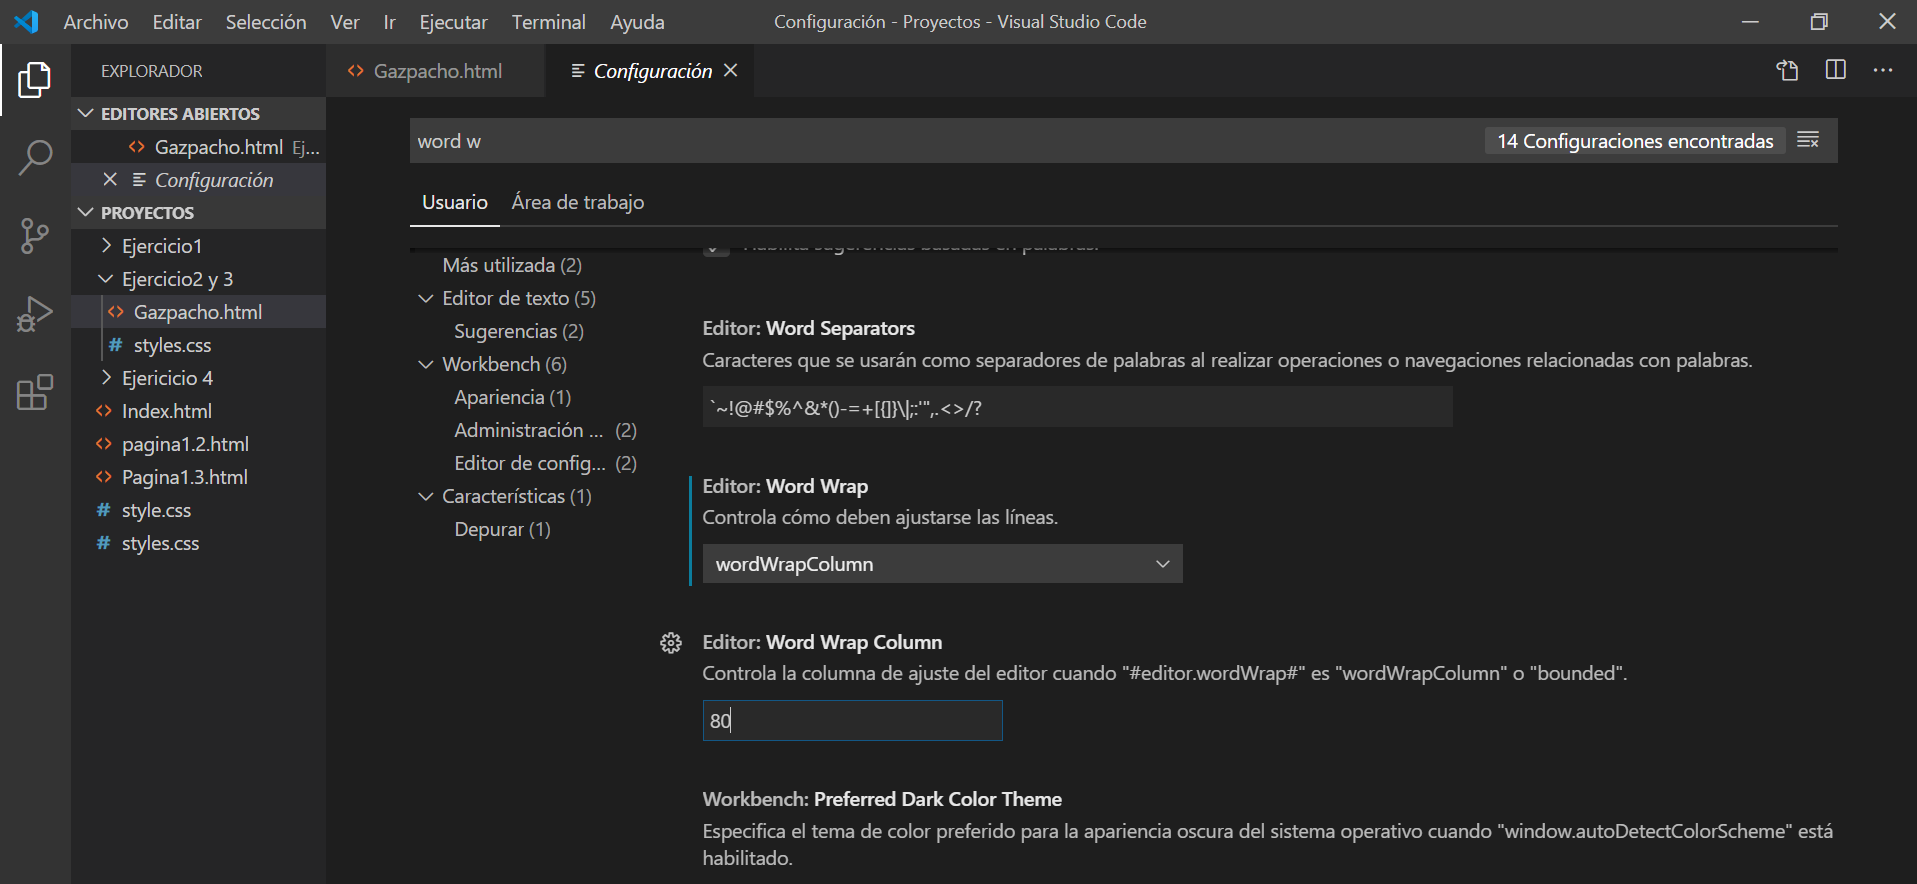 Archivo Editar Selección Ver Ir Ejecutar Terminal Ayuda Configuración - Proyectos - Visual Studio Code
EXPLORADOR
Gazpacho.html
Configuración
EDITORES ABIERTOS
Gazpacho.html Ej...
Configuración
PROYECTOS
Ejercicio1
Ejercicio2 y 3
Gazpacho.html
styles.css
Ejericicio 4
Index.html
pagina1.2.html
Pagina1.3.html
style.css
styles.css
word w
14 Configuraciones encontradas
Usuario Área de trabajo
Más utilizada (2)
Editor de texto (5)
Sugerencias (2)
Workbench (6)
Apariencia (1)
Administración ... (2)
Editor de config... (2)
Características (1)
Depurar (1)
Habilita sugerencias basadas en palabras.
Editor: Word Separators
Caracteres que se usarán como separadores de palabras al realizar operaciones o navegaciones relacionadas con palabras.
`~!@#$%^&*()-=+[{]}\|;:'",.<>/?
Editor: Word Wrap
Controla cómo deben ajustarse las líneas.
wordWrapColumn
Editor: Word Wrap Column
Controla la columna de ajuste del editor cuando "#editor.wordWrap#" es "wordWrapColumn" o "bounded".
80
Workbench: Preferred Dark Color Theme
Especifica el tema de color preferido para la apariencia oscura del sistema operativo cuando "window.autoDetectColorScheme" está
habilitado.